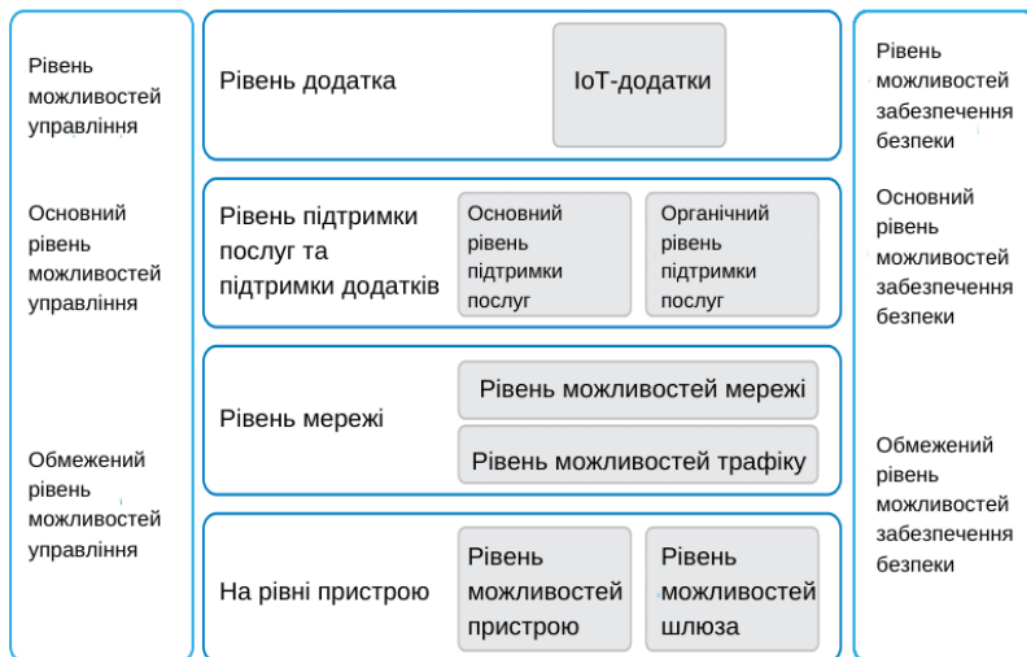 Рівень
можливостей
управління
Основний
рівень
можливостей
управління
Обмежений
рівень
можливостей
управління
Рівень додатка
IoT-додатки
Рівень підтримки
послуг та
підтримки додатків
Основний
рівень
підтримки
послуг
Органічний
рівень
підтримки
послуг
Рівень мережі
Рівень можливостей мережі
Рівень можливостей трафіку
На рівні пристрою
Рівень
можливостей
пристрою
Рівень
можливостей
шлюза
Рівень
можливостей
забезпечення
безпеки
Основний
рівень
можливостей
забезпечення
безпеки
Обмежений
рівень
можливостей
забезпечення
безпеки